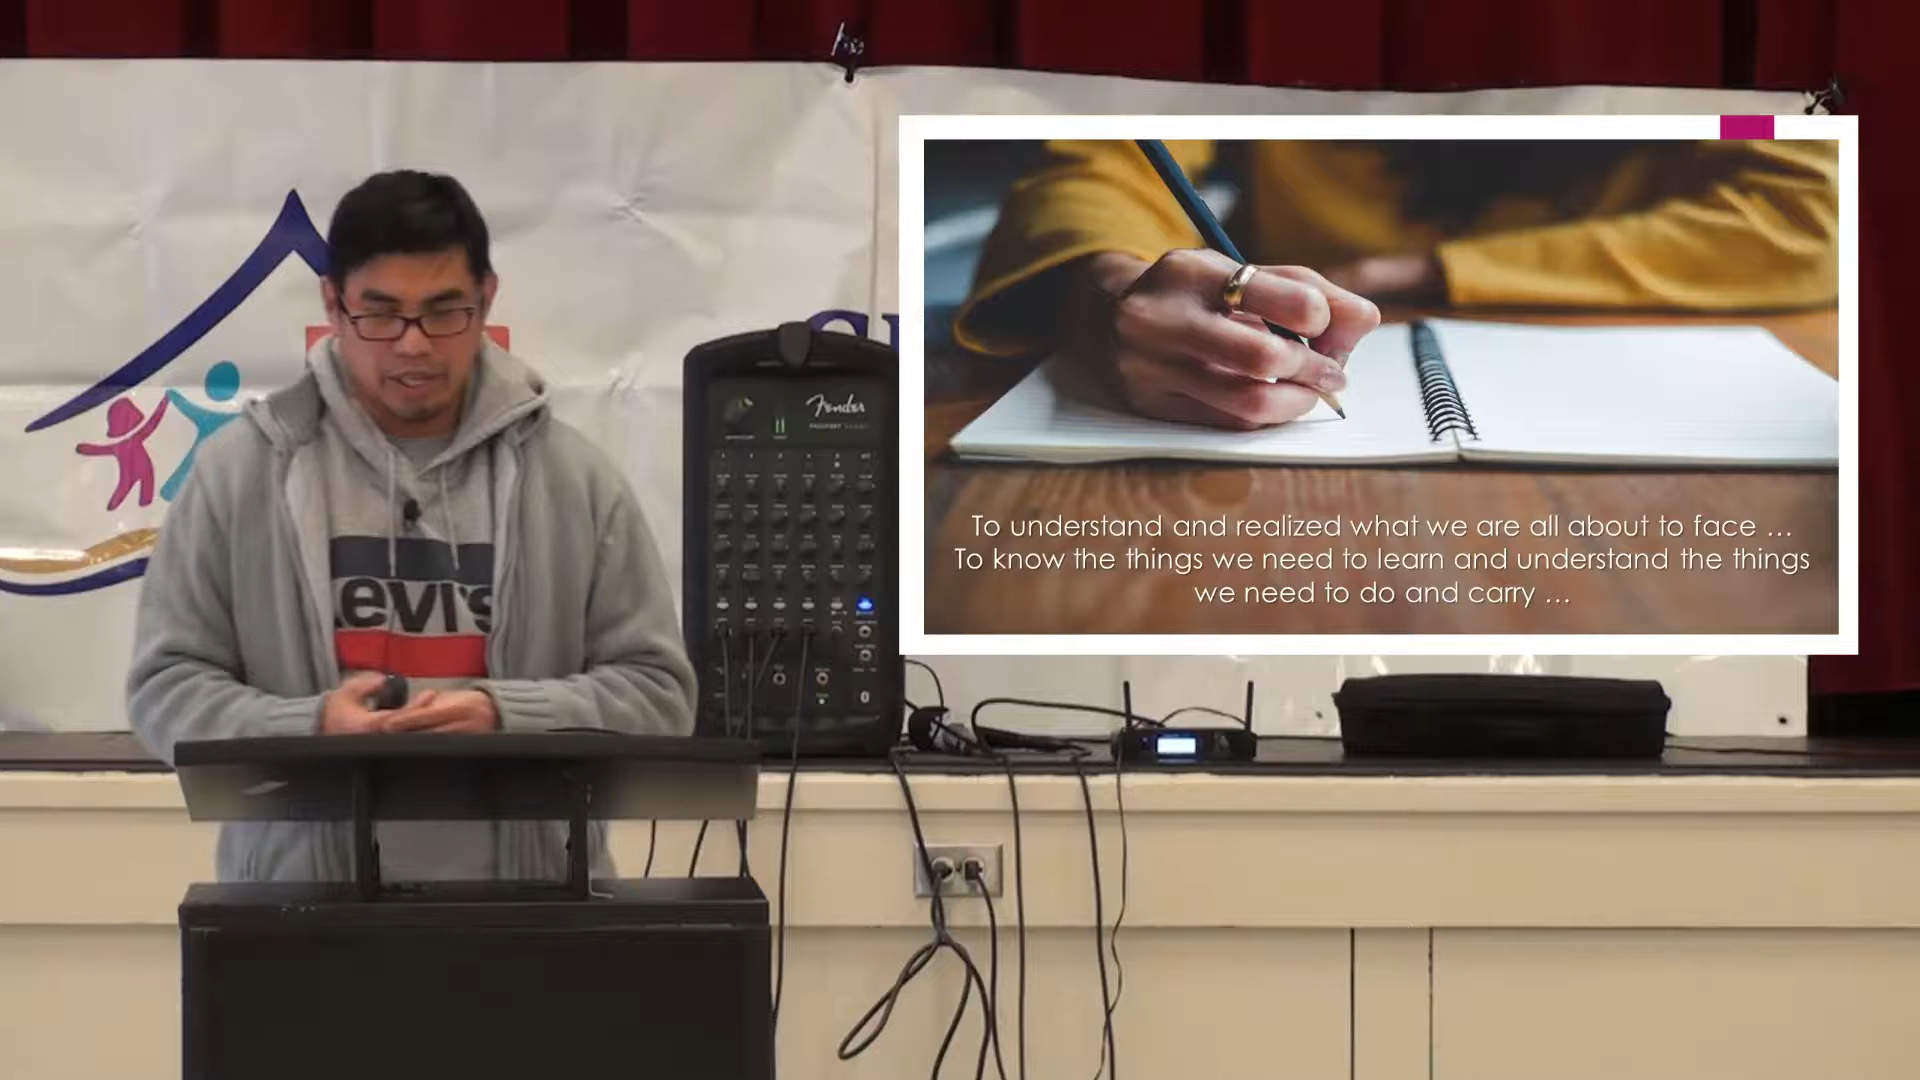 Fender
PASSPORT
Levi's
To understand and realized what we are all about to face ...
To know the things we need to learn and understand the things
we need to do and carry ...